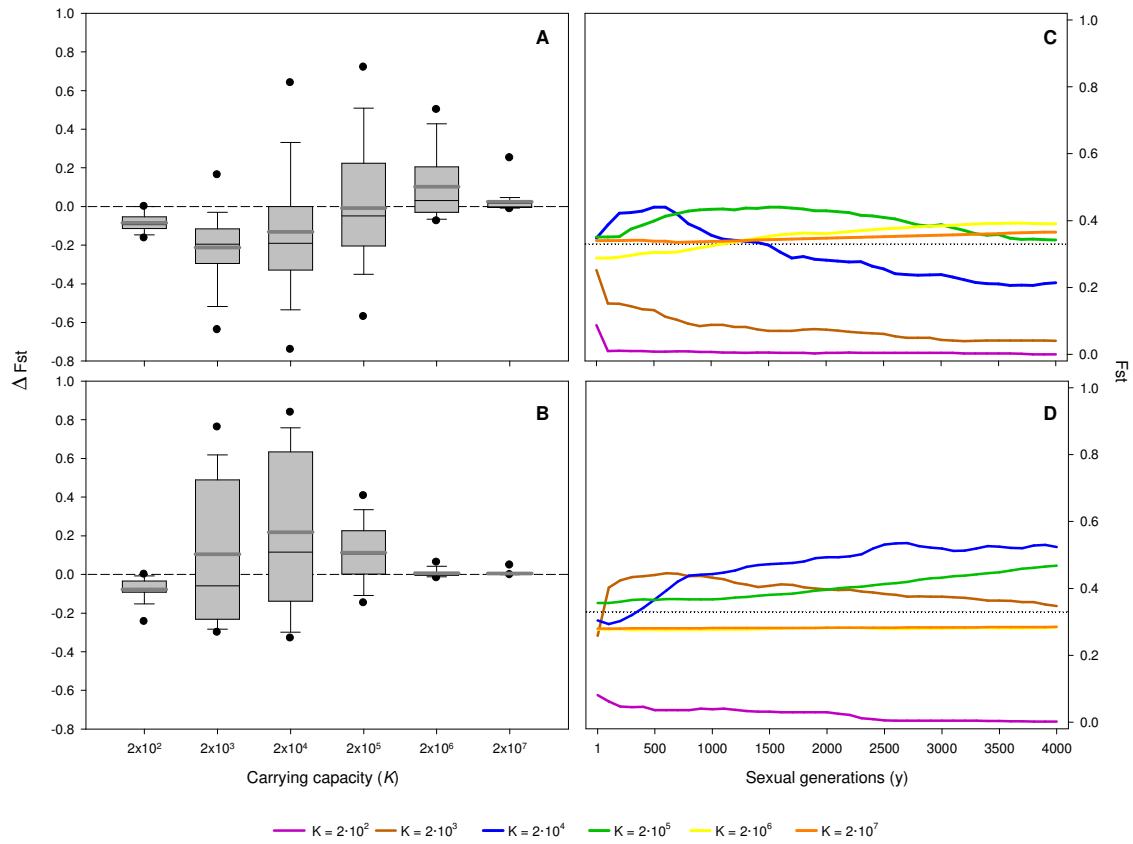 A
1.0
0.8
0.6
0.4
0.2
0.0
-0.2
-0.4
-0.6
-0.8
C
1.0
0.8
0.6
0.4
0.2
0.0
Δ Fst
Fst
B
1.0
0.8
0.6
0.4
0.2
0.0
-0.2
-0.4
-0.6
-0.8
2x10² 2x10³ 2x10⁴ 2x10⁵ 2x10⁶ 2x10⁷
Carrying capacity (K)
D
1.0
0.8
0.6
0.4
0.2
0.0
1 500 1000 1500 2000 2500 3000 3500 4000
Sexual generations (y)
K = 2·10² K = 2·10³ K = 2·10⁴ K = 2·10⁵ K = 2·10⁶ K = 2·10⁷